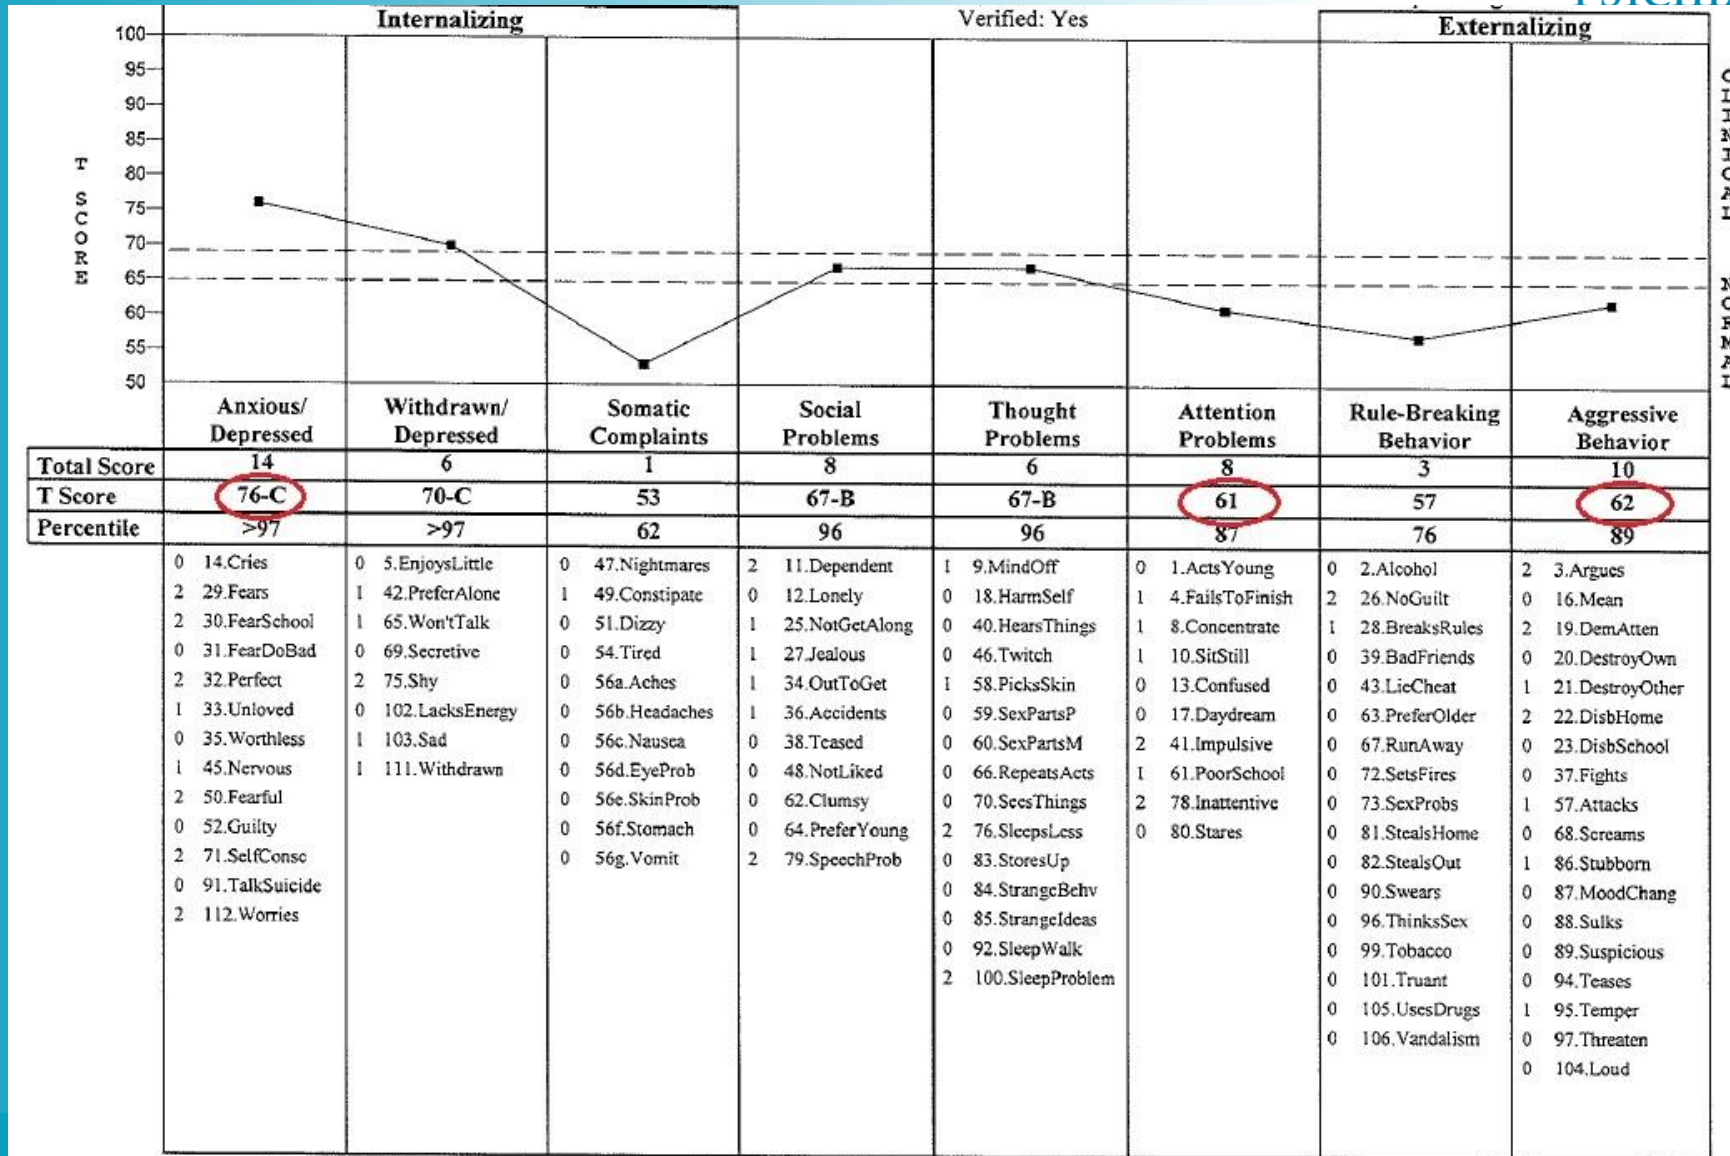 Internalizing
Verified: Yes
Externalizing
100
95
90
85
80
75
70
65
60
55
50
T SCORE
CLINICAL
NORMAL
Anxious/ Depressed
Withdrawn/ Depressed
Somatic Complaints
Social Problems
Thought Problems
Attention Problems
Rule-Breaking Behavior
Aggressive Behavior
Total Score 14 6 1 8 6 8 3 10
T Score 76-C 70-C 53 67-B 67-B 61 57 62
Percentile >97 >97 62 96 96 87 76 89
0 14.Cries
2 29.Fears
2 30.FearSchool
0 31.FearDoBad
2 32.Perfect
1 33.Unloved
0 35.Worthless
1 45.Nervous
2 50.Fearful
0 52.Guilty
2 71.SelfConsc
0 91.TalkSuicide
2 112.Worries
0 5.EnjoysLittle
1 42.PreferAlone
1 65.Won'tTalk
0 69.Secretive
2 75.Shy
0 102.LacksEnergy
1 103.Sad
1 111.Withdrawn
0 47.Nightmares
1 49.Constipate
0 51.Dizzy
0 54.Tired
0 56a.Aches
0 56b.Headaches
0 56c.Nausea
0 56d.EyeProb
0 56e.SkinProb
0 56f.Stomach
0 56g.Vomit
2 11.Dependent
0 12.Lonely
1 25.NotGetAlong
1 27.Jealous
1 34.OutToGet
1 36.Accidents
0 38.Teased
0 48.NotLiked
0 62.Clumsy
0 64.PreferYoung
2 79.SpeechProb
1 9.MindOff
0 18.HarmSelf
0 40.HearsThings
0 46.Twitch
1 58.PicksSkin
0 59.SexPartsP
0 60.SexPartsM
0 66.RepeatsActs
0 70.SeesThings
2 76.SleepsLess
0 83.StoresUp
0 84.StrangeBehv
0 85.StrangeIdeas
0 92.SleepWalk
2 100.SleepProblem
0 1.ActsYoung
1 4.FailsToFinish
1 8.Concentrate
1 10.SitStill
0 13.Confused
0 17.Daydream
2 41.Impulsive
1 61.PoorSchool
2 78.Inattentive
0 80.Stares
0 2.Alcohol
2 26.NoGuilt
1 28.BreaksRules
0 39.BadFriends
0 43.LieCheat
0 63.PreferOlder
0 67.RunAway
0 72.SetsFires
0 73.SexProbs
0 81.StealsHome
0 82.StealsOut
0 90.Swears
0 96.ThinksSex
0 99.Tobacco
0 101.Truant
0 105.UsesDrugs
0 106.Vandalism
2 3.Argues
0 16.Mean
2 19.DemAtten
0 20.DestroyOwn
1 21.DestroyOther
2 22.DisbHome
0 23.DisbSchool
0 37.Fights
1 57.Attacks
0 68.Screams
1 86.Stubborn
0 87.MoodChang
0 88.Sulks
0 89.Suspicious
0 94.Teases
1 95.Temper
0 97.Threaten
0 104.Loud